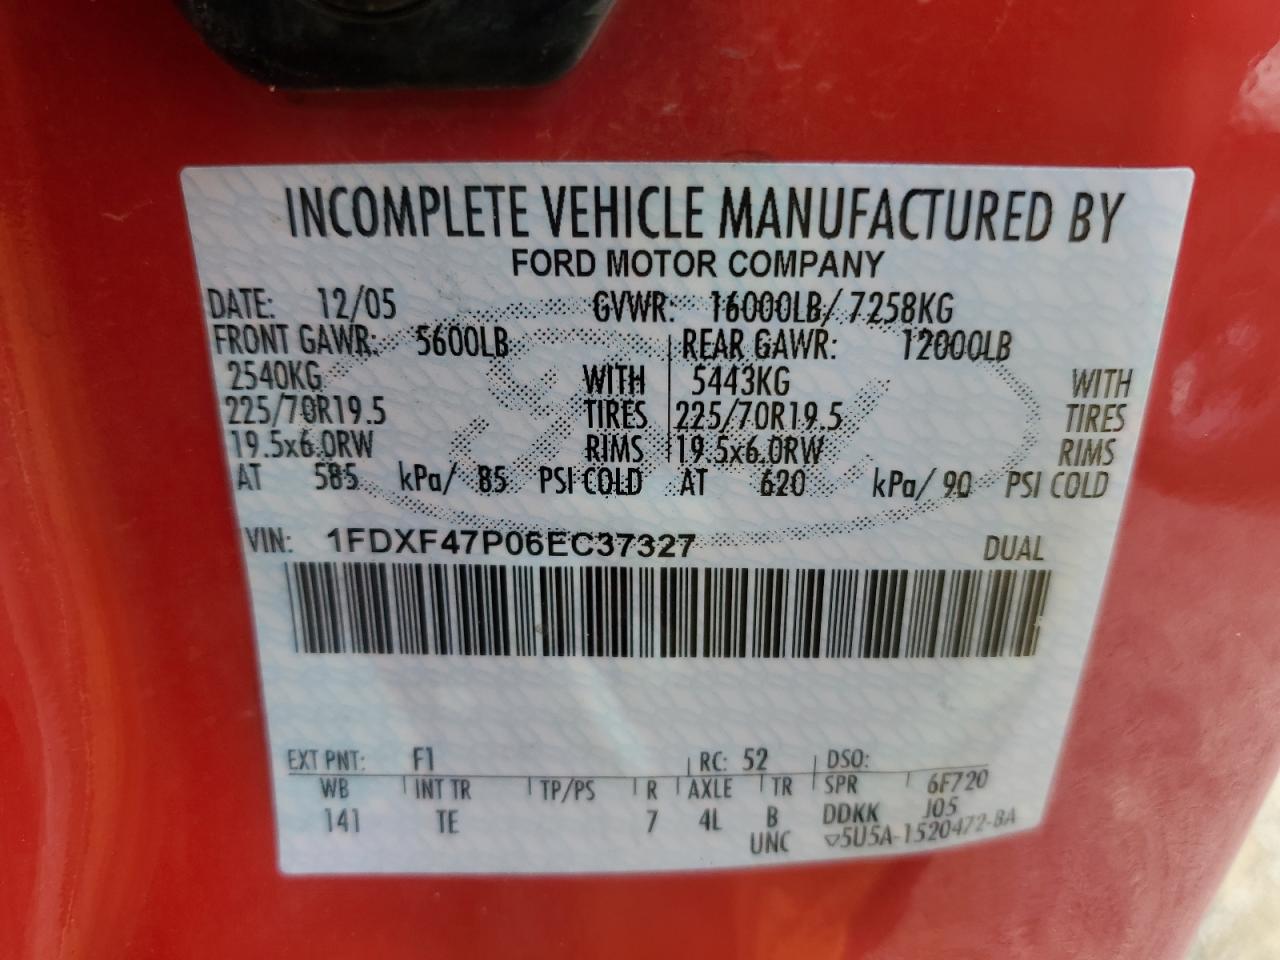 INCOMPLETE VEHICLE MANUFACTURED BY
FORD MOTOR COMPANY
DATE: 12/05 GVWR: 16000LB/ 7258KG
FRONT GAWR: 5600LB REAR GAWR: 12000LB
2540KG WITH 5443KG WITH
225/70R19.5 TIRES 225/70R19.5 TIRES
19.5x6.0RW RIMS 19.5x6.0RW RIMS
AT 585 kPa/ 85 PSI COLD AT 620 kPa/ 90 PSI COLD
VIN: 1FDXF47P06EC37327 DUAL
EXT PNT: F1 RC: 52 DSO:
WB INT TR TP/PS R AXLE TR SPR 6F720
141 TE 7 4L B DDKK J05
UNC ▽5U5A-1520472-BA